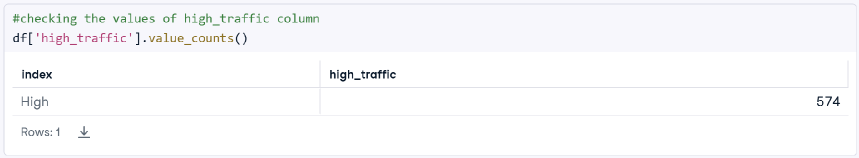 #checking the values of high_traffic column
df['high_traffic'].value_counts()
index high_traffic
High 574
Rows: 1